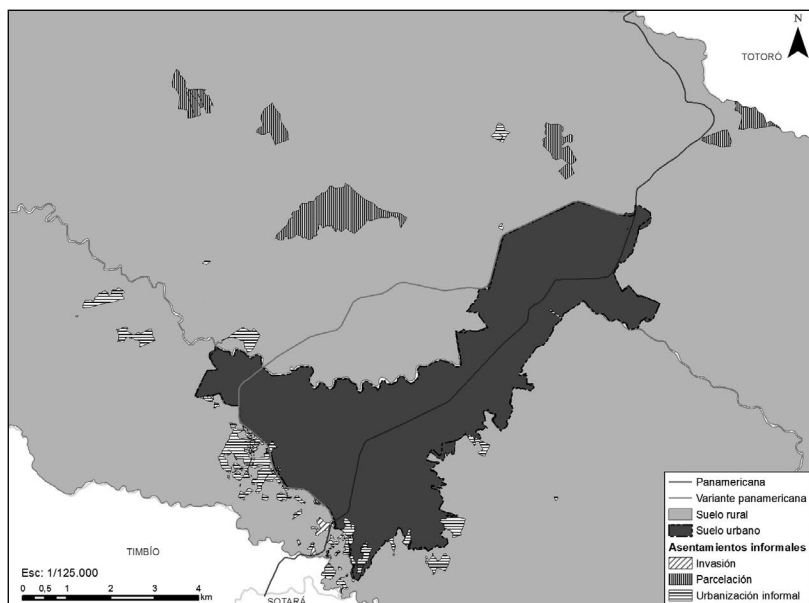 N
TOTORÓ
TIMBÍO
SOTARÁ
Esc: 1/125.000
0 0,5 1 2 3 4
km
Panamericana
Variante panamericana
Suelo rural
Suelo urbano
Asentamientos informales
Invasión
Parcelación
Urbanización informal